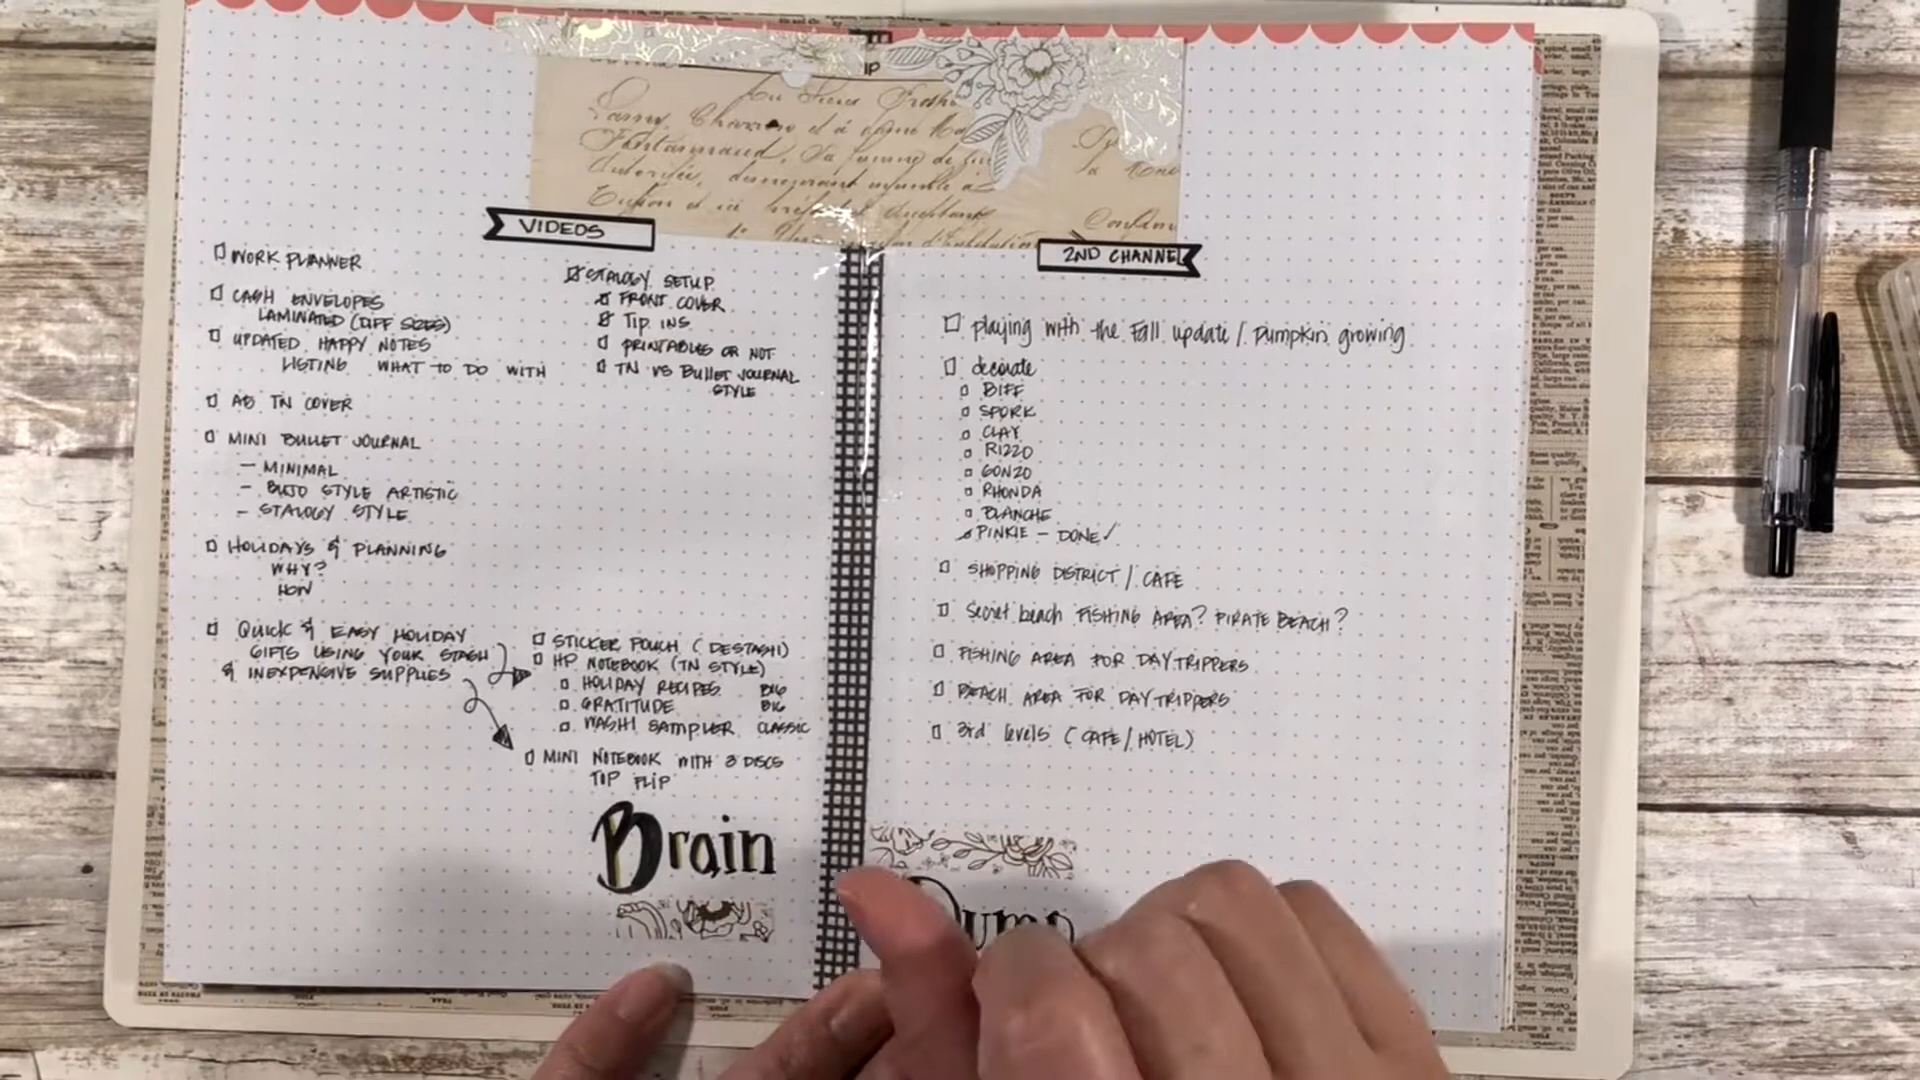 VIDEOS
WORK PLANNER
CASH ENVELOPES
LAMINATED (DIFF SIZES)
UPDATED HAPPY NOTES
LISTING WHAT TO DO WITH
A5 TN COVER
MINI BULLET JOURNAL
- MINIMAL
- BUJO STYLE ARTISTIC
- STALOGY STYLE
HOLIDAYS & PLANNING
WHY?
HOW
QUICK & EASY HOLIDAY
GIFTS USING YOUR STASH
& INEXPENSIVE SUPPLIES
STALOGY SETUP
FRONT COVER
TIP INS
PRINTABLES OR NOT
TN VS BULLET JOURNAL
STYLE
STICKER POUCH (DESTASH)
HP NOTEBOOK (TN STYLE)
HOLIDAY RECIPES BIG
GRATITUDE BIG
WASHI SAMPLER CLASSIC
MINI NOTEBOOK WITH 3 DISCS
TOP FLIP
Brain
2ND CHANNEL
playing with the Fall update / pumpkin growing
decorate
BIFF
SPORK
CLAY
RIZZO
GONZO
RHONDA
BLANCHE
PINKIE - DONE ✓
SHOPPING DISTRICT / CAFE
Secret beach FISHING AREA? PIRATE BEACH?
FISHING AREA FOR DAYTRIPPERS
BEACH AREA FOR DAYTRIPPERS
3rd levels (CAFE/HOTEL)
Dump